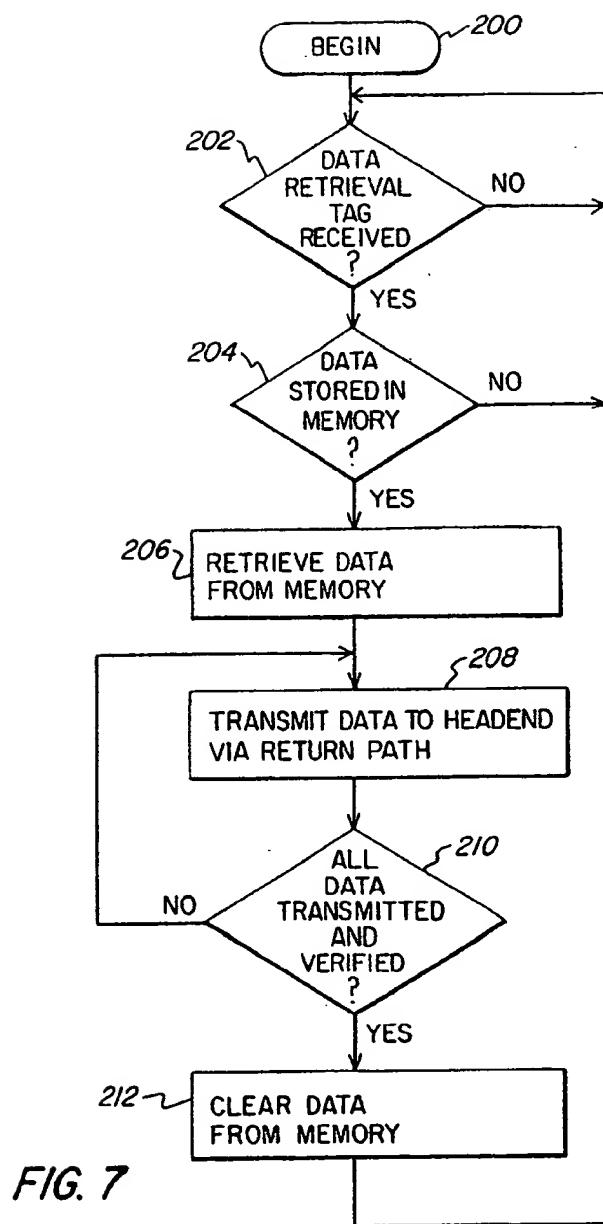 BEGIN
200
202
DATA
RETRIEVAL
TAG
RECEIVED
?
NO
YES
204
DATA
STORED IN
MEMORY
?
NO
YES
206
RETRIEVE DATA
FROM MEMORY
208
TRANSMIT DATA TO HEADEND
VIA RETURN PATH
210
ALL
DATA
TRANSMITTED
AND
VERIFIED
?
NO
YES
212
CLEAR DATA
FROM MEMORY
FIG. 7